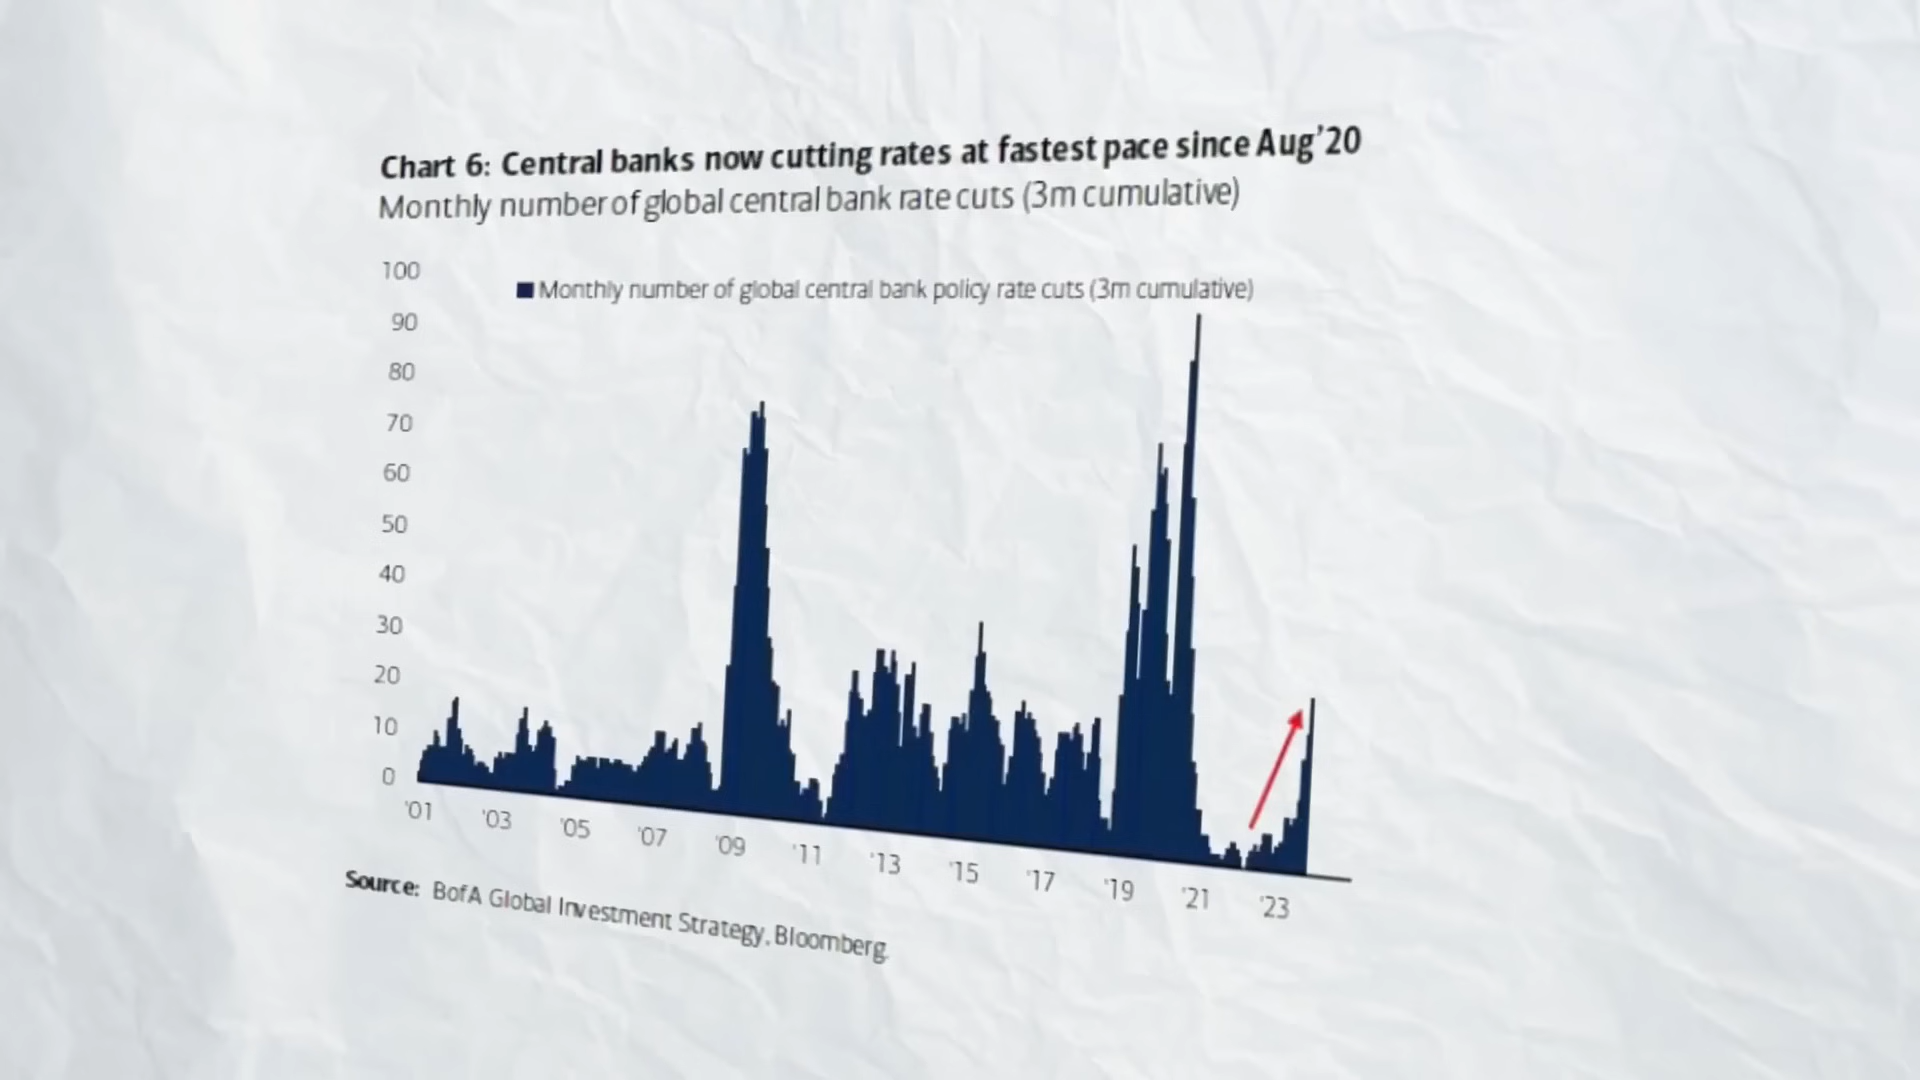 Chart 6: Central banks now cutting rates at fastest pace since Aug'20
Monthly number of global central bank rate cuts (3m cumulative)
Monthly number of global central bank policy rate cuts (3m cumulative)
100
90
80
70
60
50
40
30
20
10
0
'01 '03 '05 '07 '09 '11 '13 '15 '17 '19 '21 '23
Source: BofA Global Investment Strategy, Bloomberg.